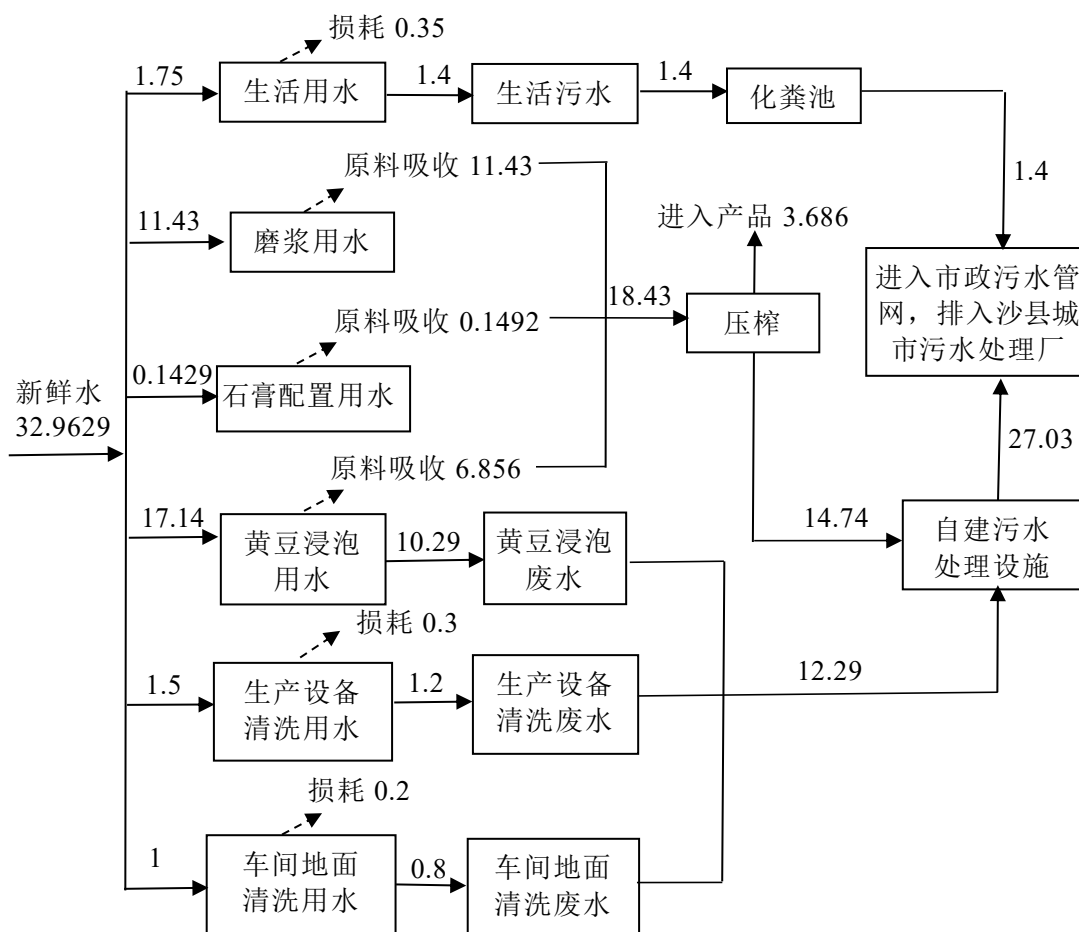 损耗 0.35
1.75
生活用水
1.4
生活污水
1.4
化粪池
1.4
原料吸收 11.43
11.43
磨浆用水
进入产品 3.686
进入市政污水管
网，排入沙县城
市污水处理厂
18.43
压榨
原料吸收 0.1492
0.1429
石膏配置用水
新鲜水
32.9629
27.03
原料吸收 6.856
17.14
黄豆浸泡
用水
10.29
黄豆浸泡
废水
14.74
自建污水
处理设施
损耗 0.3
1.5
生产设备
清洗用水
1.2
生产设备
清洗废水
12.29
损耗 0.2
1
车间地面
清洗用水
0.8
车间地面
清洗废水